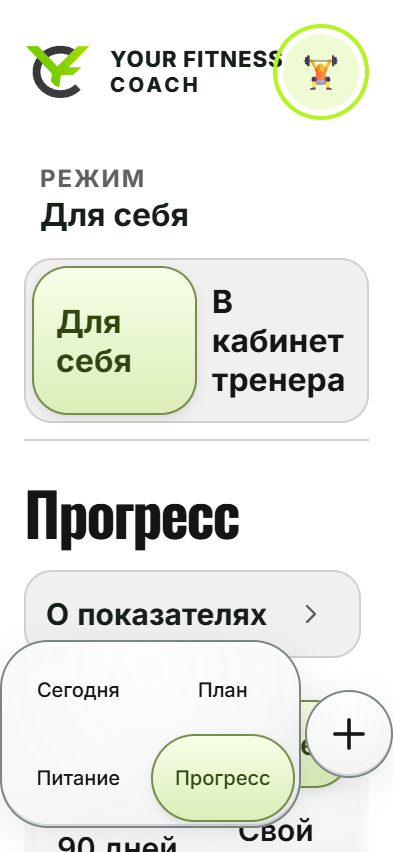 YOUR FITNESS
COACH
РЕЖИМ
Для себя
Для
себя
В
кабинет
тренера
Прогресс
О показателях
Сегодня
План
Питание
Прогресс
90 дней
Свой